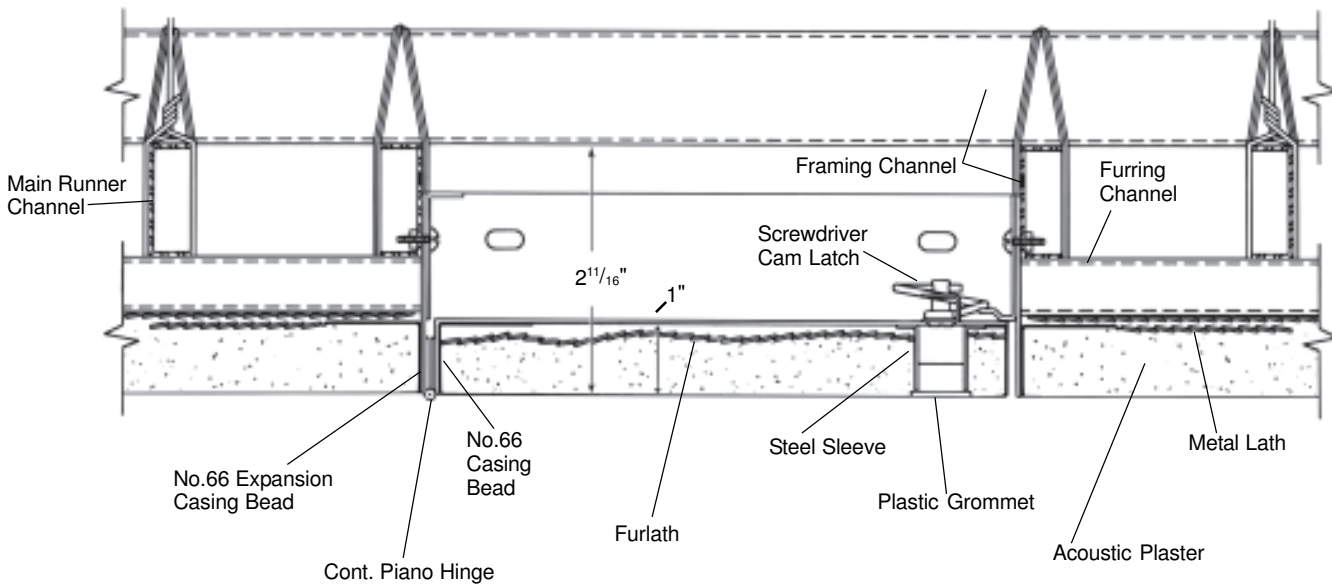 Main Runner
Channel
Framing Channel
Furring
Channel
Screwdriver
Cam Latch
2 11/16"
1"
No.66 Expansion
Casing Bead
No.66
Casing
Bead
Cont. Piano Hinge
Furlath
Steel Sleeve
Plastic Grommet
Metal Lath
Acoustic Plaster